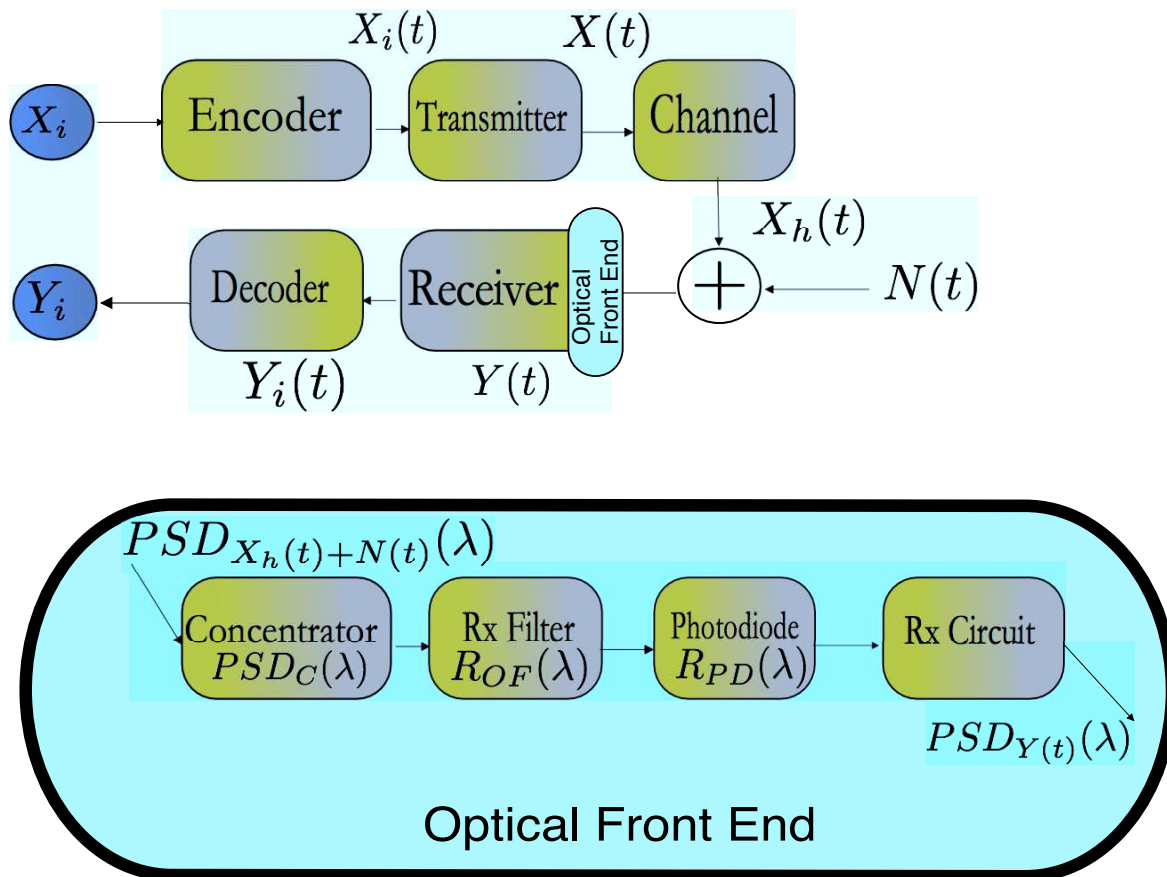 X_i(t) X(t)
X_i Encoder Transmitter Channel
X_h(t)
Y_i Decoder Receiver Optical Front End N(t)
Y_i(t) Y(t)
PSD_{X_h(t)+N(t)}(λ)
Concentrator PSD_C(λ)
Rx Filter R_{OF}(λ)
Photodiode R_{PD}(λ)
Rx Circuit
PSD_{Y(t)}(λ)
Optical Front End